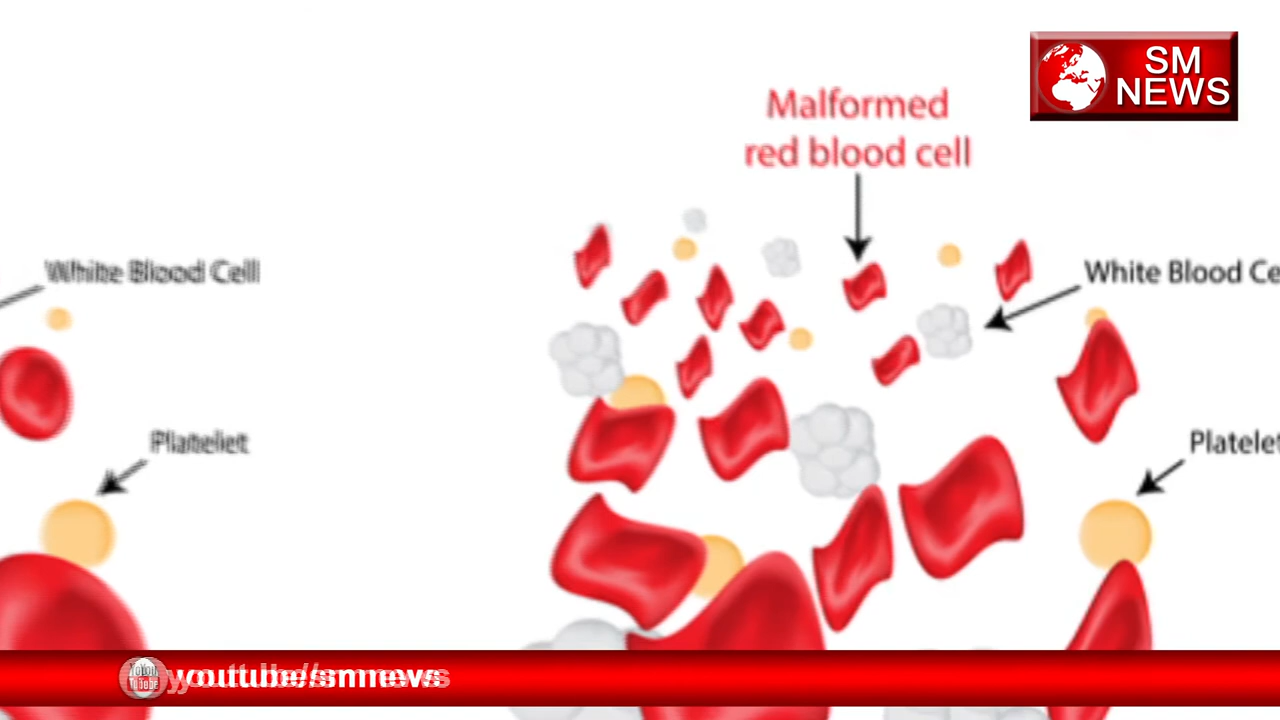 SM
NEWS
Malformed
red blood cell
White Blood Cell
White Blood Ce
Platelet
Platelet
youtube/smnews